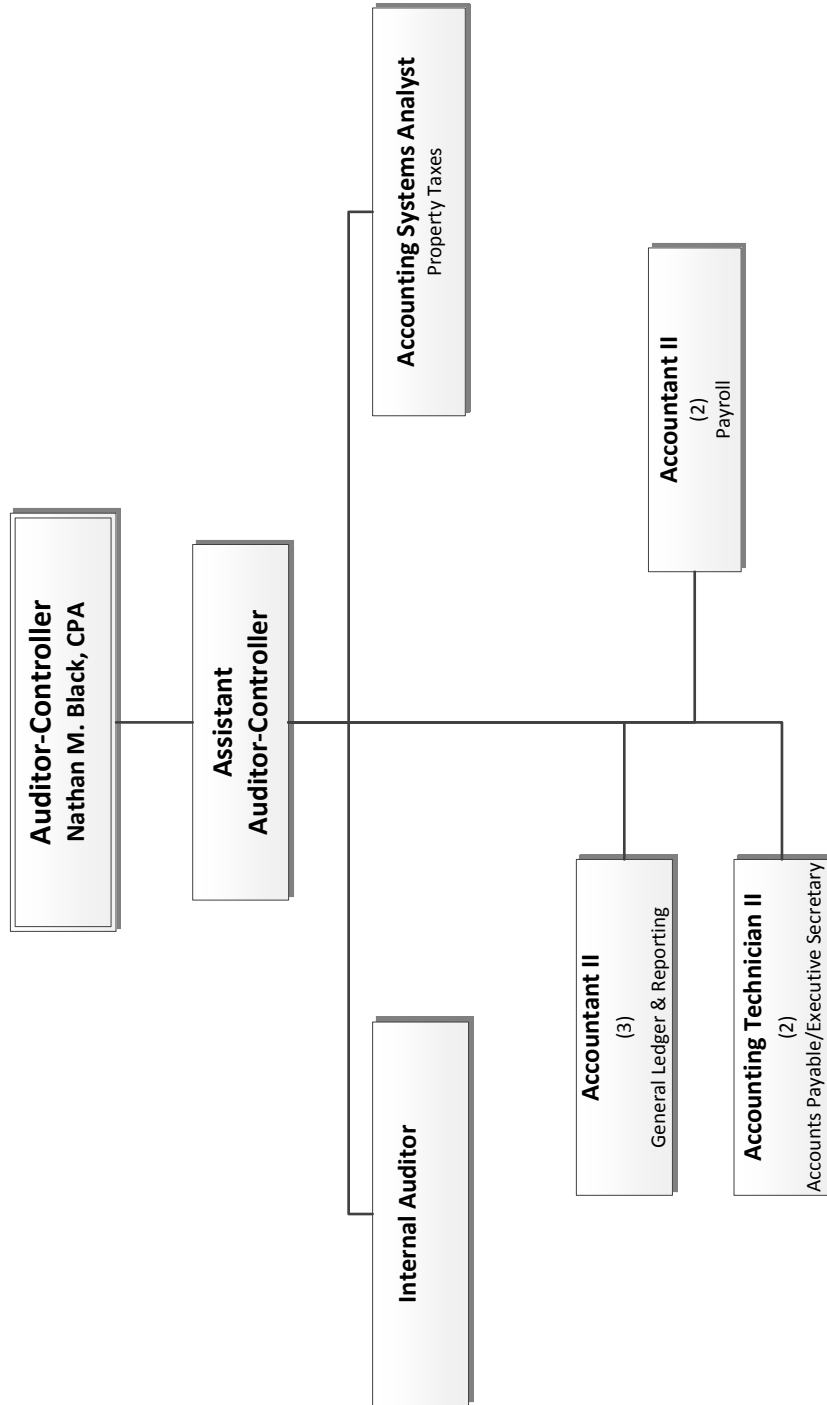 Auditor-Controller
Nathan M. Black, CPA
Assistant
Auditor-Controller
Internal Auditor
Accounting Systems Analyst
Property Taxes
Accountant II
(3)
General Ledger & Reporting
Accountant II
(2)
Payroll
Accounting Technician II
(2)
Accounts Payable/Executive Secretary